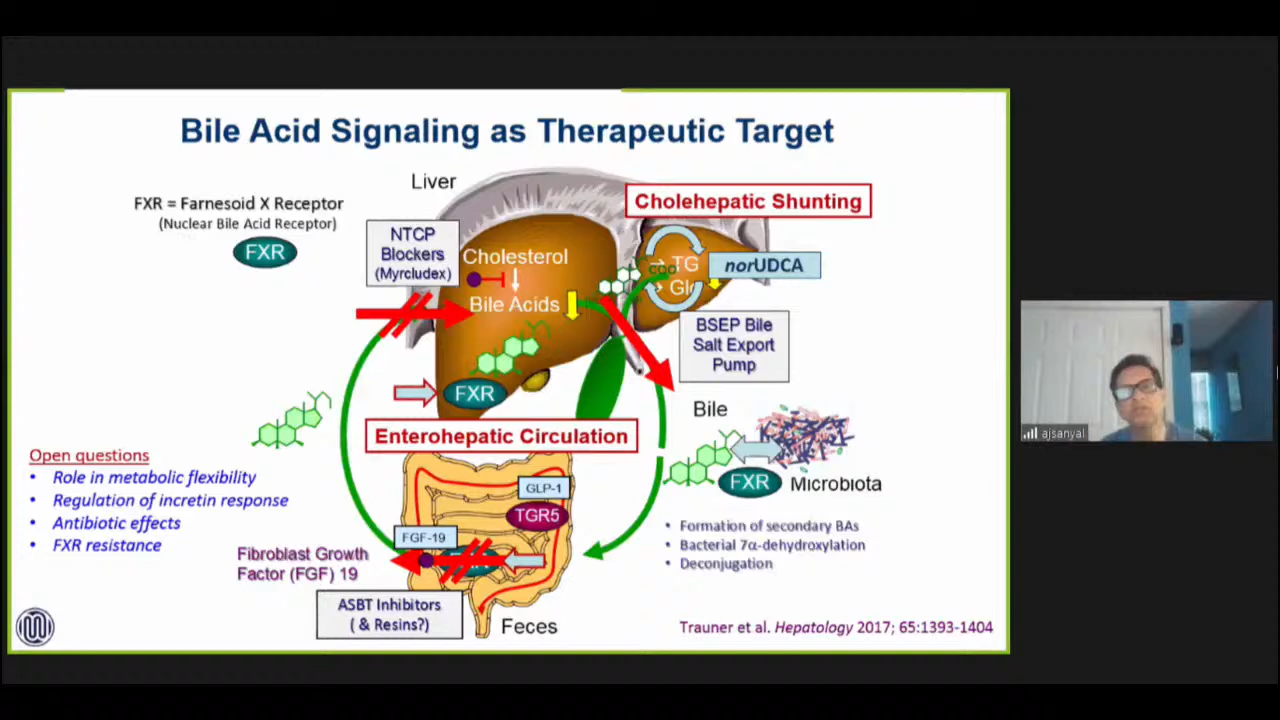 Bile Acid Signaling as Therapeutic Target
Liver
FXR = Farnesoid X Receptor
(Nuclear Bile Acid Receptor)
FXR
NTCP
Blockers
(Myrcludex)
Cholesterol
Bile Acids
Cholehepatic Shunting
COO
TG
norUDCA
BSEP Bile
Salt Export
Pump
FXR
Bile
Enterohepatic Circulation
FXR
Microbiota
ajsanyal
Open questions
• Role in metabolic flexibility
• Regulation of incretin response
• Antibiotic effects
• FXR resistance
GLP-1
TGR5
FGF-19
Fibroblast Growth
Factor (FGF) 19
• Formation of secondary BAs
• Bacterial 7α-dehydroxylation
• Deconjugation
ASBT Inhibitors
( & Resins?)
Feces
Trauner et al. Hepatology 2017; 65:1393-1404